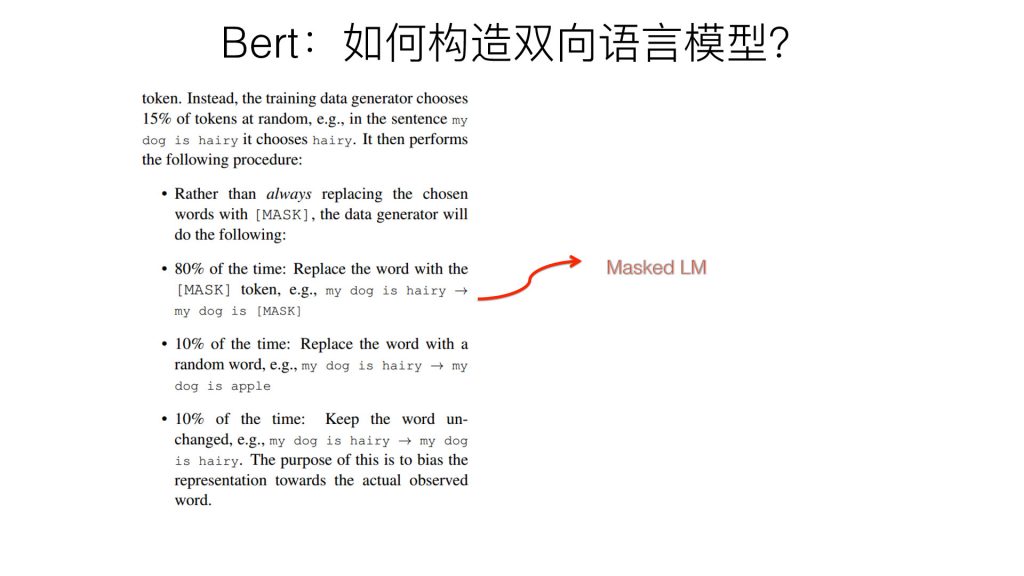 Bert：如何构造双向语言模型？
token. Instead, the training data generator chooses
15% of tokens at random, e.g., in the sentence my
dog is hairy it chooses hairy. It then performs
the following procedure:
• Rather than always replacing the chosen
words with [MASK], the data generator will
do the following:
• 80% of the time: Replace the word with the
[MASK] token, e.g., my dog is hairy →
my dog is [MASK]
• 10% of the time: Replace the word with a
random word, e.g., my dog is hairy → my
dog is apple
• 10% of the time: Keep the word un-
changed, e.g., my dog is hairy → my dog
is hairy. The purpose of this is to bias the
representation towards the actual observed
word.
Masked LM